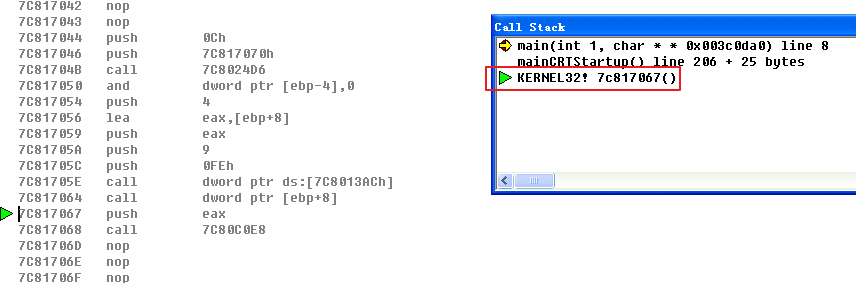 7C817042 nop
7C817043 nop
7C817044 push 0Ch
7C817046 push 7C817070h
7C81704B call 7C8024D6
7C817050 and dword ptr [ebp-4],0
7C817054 push 4
7C817056 lea eax,[ebp+8]
7C817059 push eax
7C81705A push 9
7C81705C push 0FEh
7C81705E call dword ptr ds:[7C8013ACh]
7C817064 call dword ptr [ebp+8]
7C817067 push eax
7C817068 call 7C80C0E8
7C81706D nop
7C81706E nop
7C81706F nop
Call Stack
main(int 1, char * * 0x003c0da0) line 8
mainCRTStartup() line 206 + 25 bytes
KERNEL32! 7c817067()